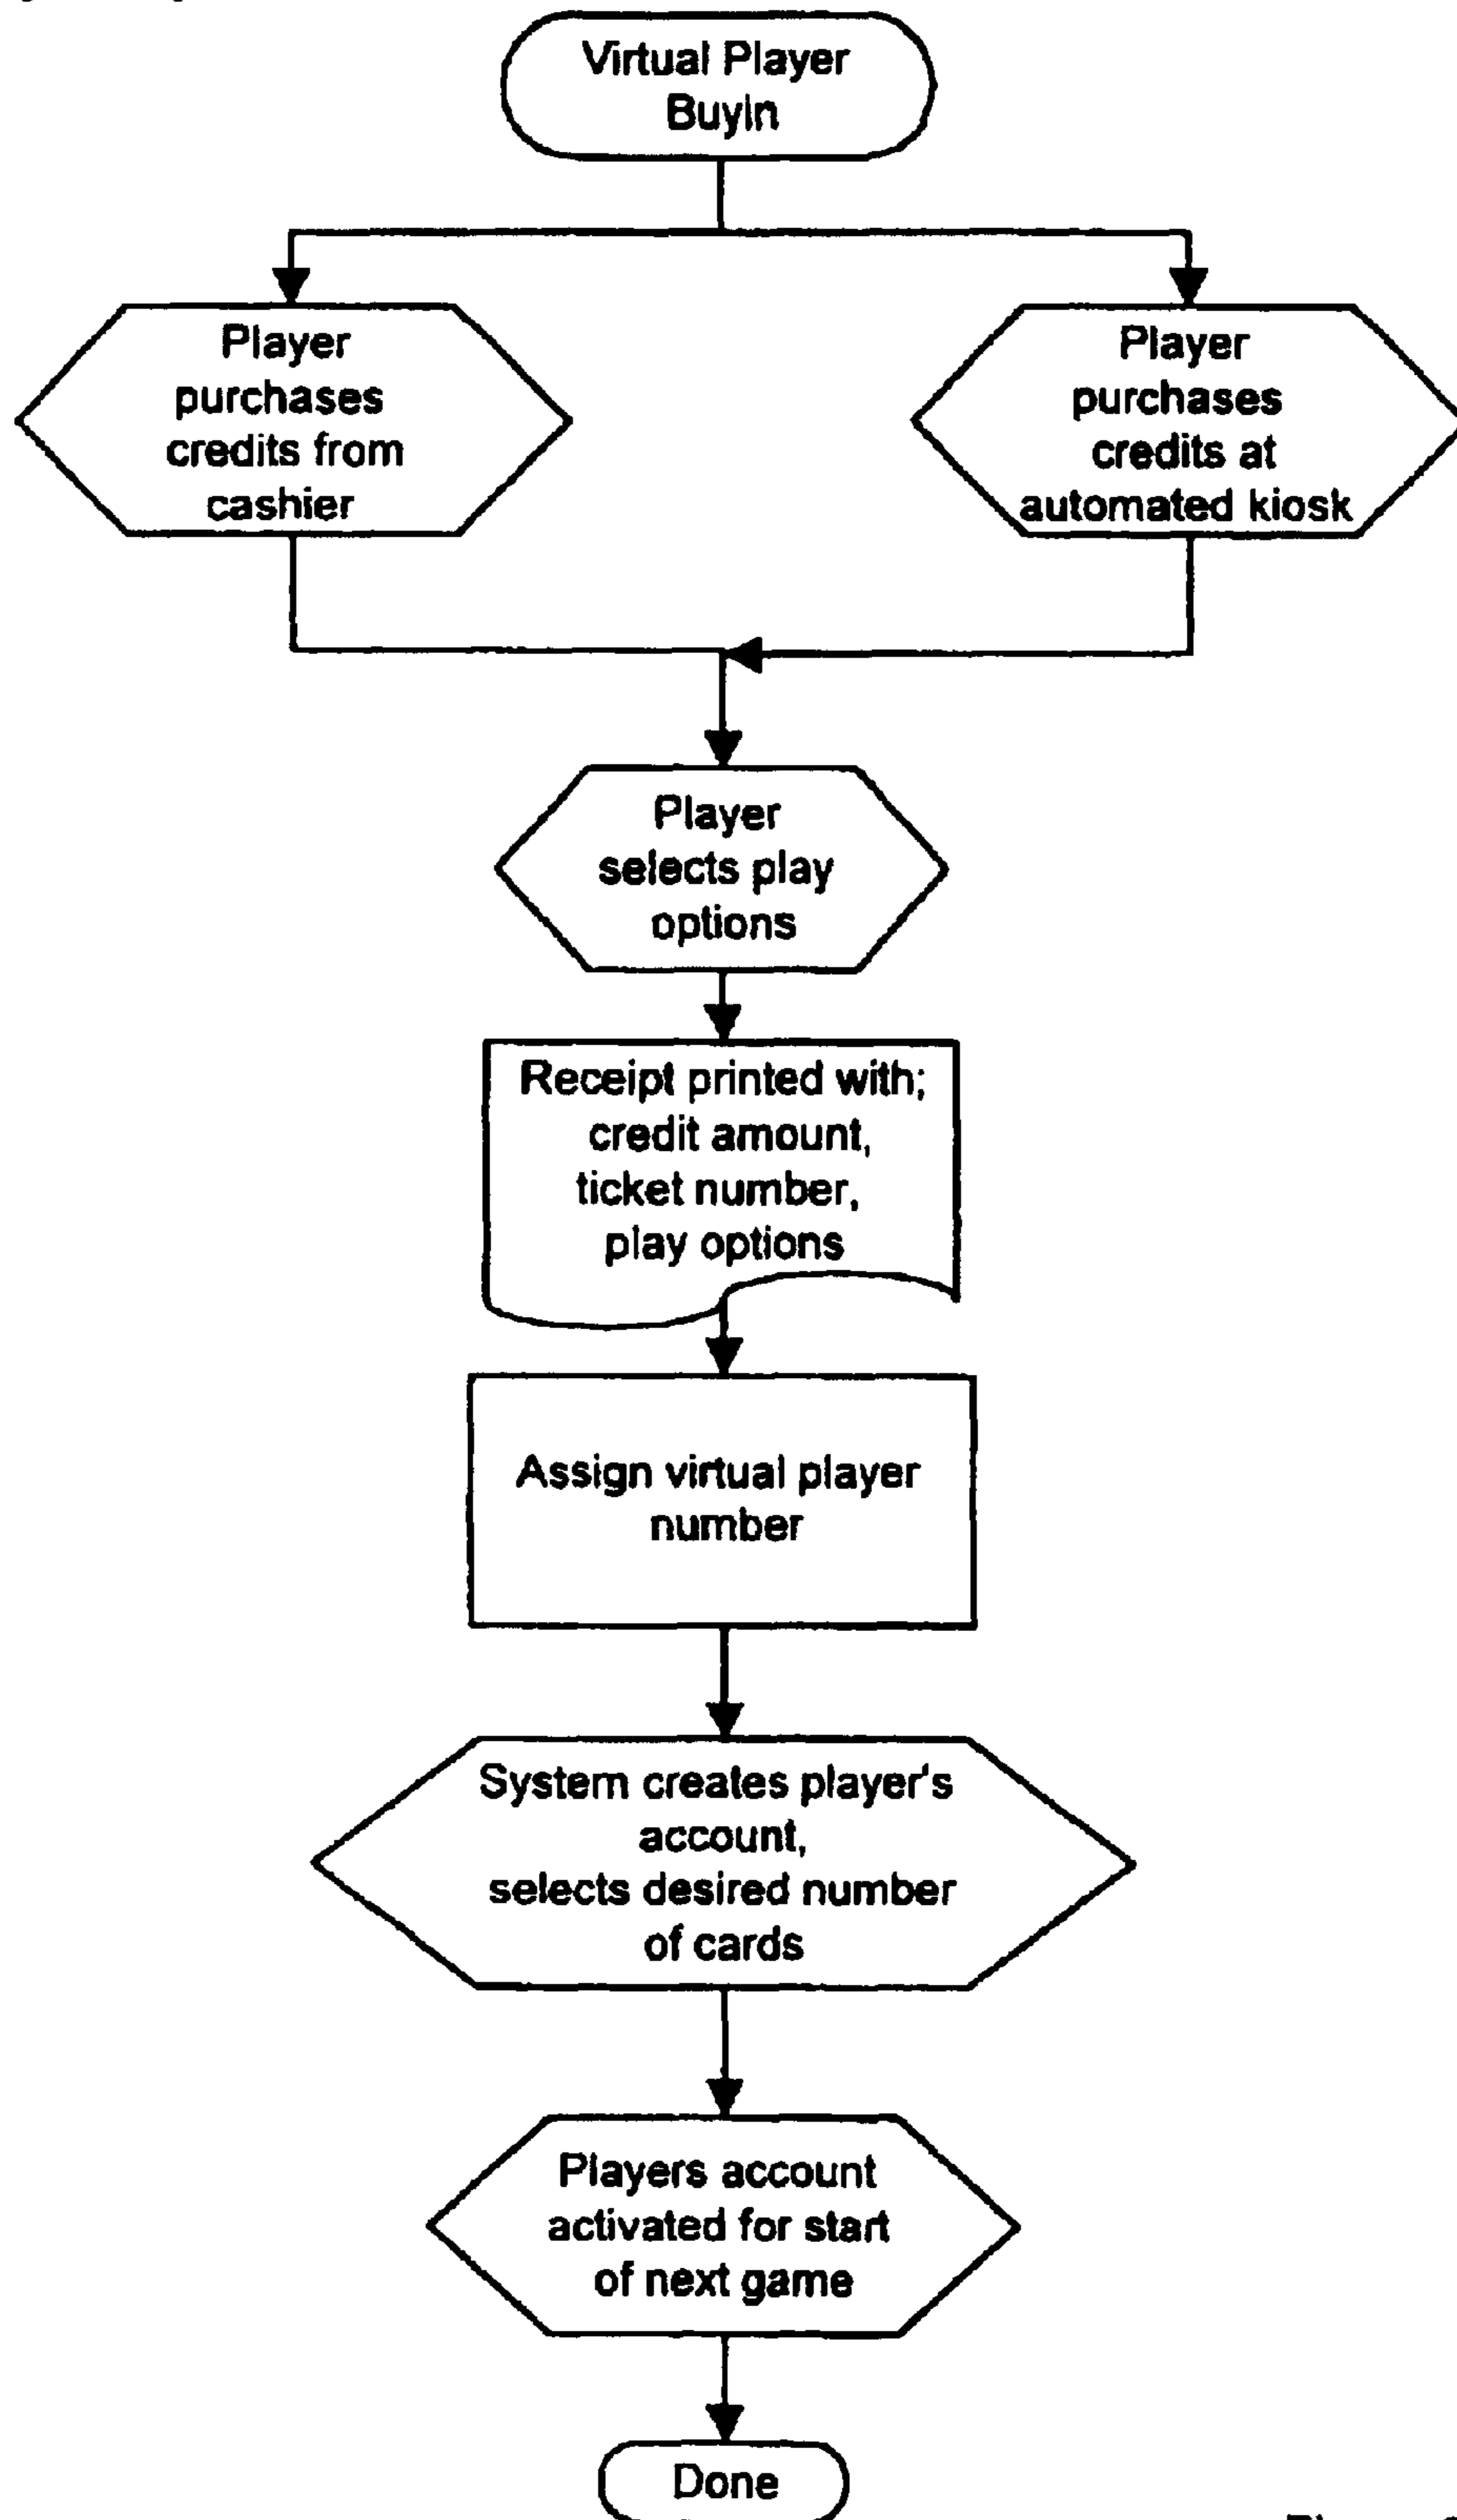 Virtual Player
BuyIn
Player
purchases
credits from
cashier
Player
purchases
credits at
automated kiosk
Player
selects play
options
Receipt printed with;
credit amount,
ticket number,
play options
Assign virtual player
number
System creates player's
account,
selects desired number
of cards
Players account
activated for start
of next game
Done